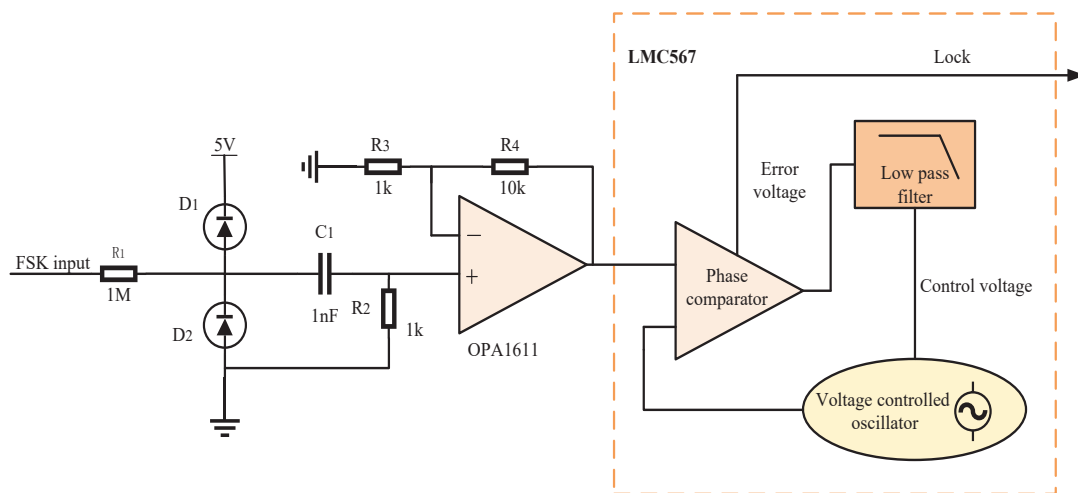 LMC567
Lock
5V
R3
R4
1k
10k
Error
voltage
Low pass
filter
D1
C1
FSK input
R1
1M
−
+
Phase
comparator
Control voltage
D2
1nF
R2
1k
OPA1611
Voltage controlled
oscillator